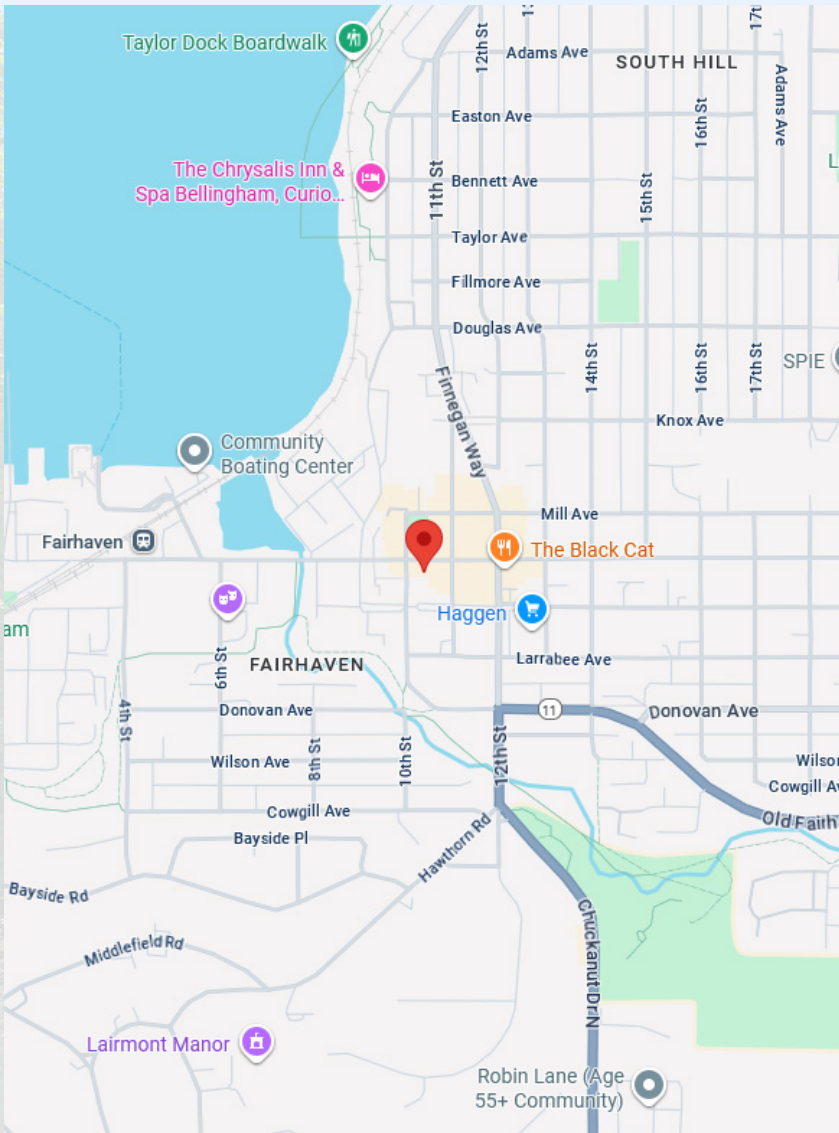 Taylor Dock Boardwalk
12th St
Adams Ave
SOUTH HILL
17th
Adams Ave
Easton Ave
16th St
The Chrysalis Inn &
Spa Bellingham, Curio...
11th St
Bennett Ave
15th St
Taylor Ave
Fillmore Ave
Douglas Ave
14th St
16th St
17th St
SPIE
Finnegan Way
Knox Ave
Community
Boating Center
Mill Ave
Fairhaven
The Black Cat
Haggen
am
6th St
FAIRHAVEN
Larrabee Ave
4th St
Donovan Ave
11
Donovan Ave
Wilson Ave
8th St
10th St
12th St
Wilson
Cowgill Av
Cowgill Ave
Old Faith
Bayside Pl
Hawthorn Rd
Bayside Rd
Middlefield Rd
Chuckanut Dr N
Lairmont Manor
Robin Lane (Age
55+ Community)